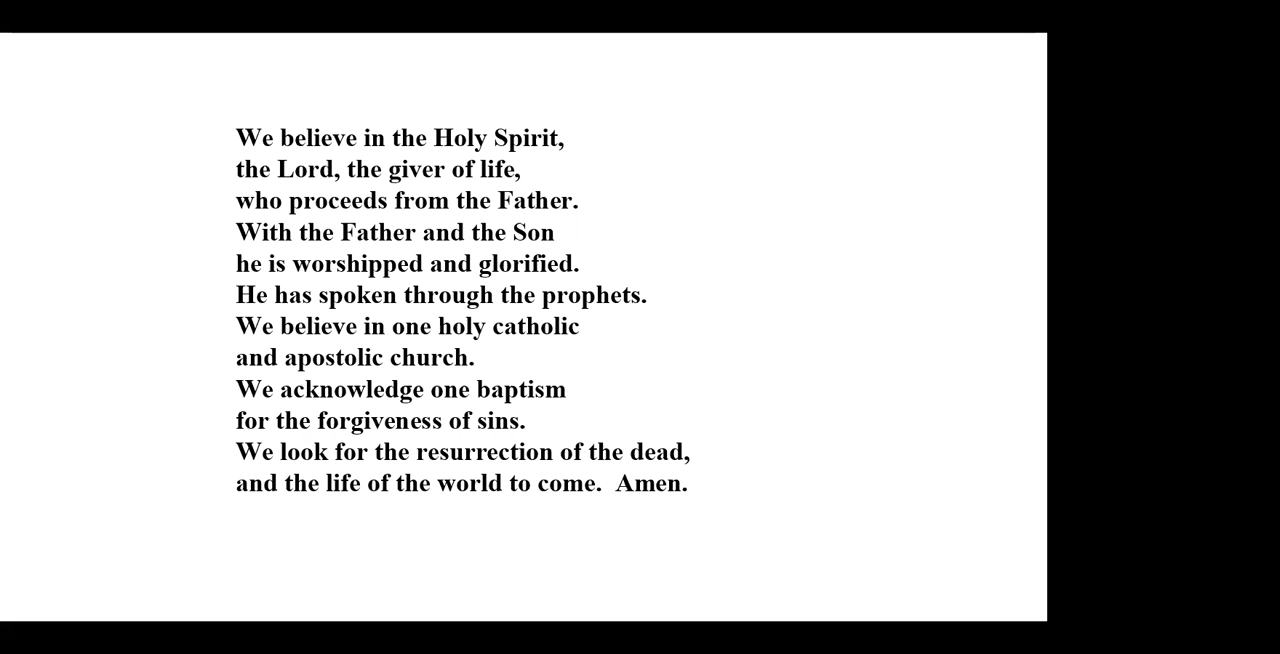 We believe in the Holy Spirit,
the Lord, the giver of life,
who proceeds from the Father.
With the Father and the Son
he is worshipped and glorified.
He has spoken through the prophets.
We believe in one holy catholic
and apostolic church.
We acknowledge one baptism
for the forgiveness of sins.
We look for the resurrection of the dead,
and the life of the world to come.  Amen.